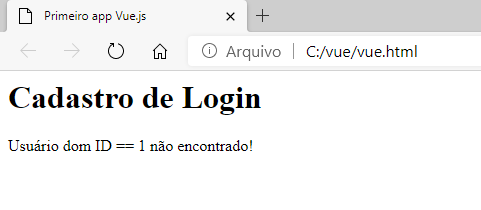 Primeiro app Vue.js
Arquivo C:/vue/vue.html
Cadastro de Login
Usuário dom ID == 1 não encontrado!